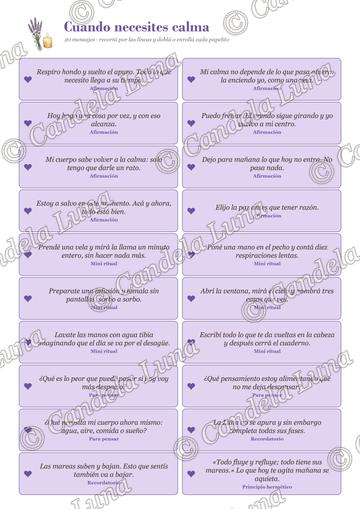 Cuando necesites calma
20 mensajes · recortá por las líneas y doblá o enrollá cada papelito
Respiro hondo y suelto el apuro. Todo lo que
necesito llega a su tiempo.
Afirmación
Mi calma no depende de lo que pasa afuera:
la enciendo yo, como una vela.
Afirmación
Hoy hago una cosa por vez, y con eso
alcanza.
Afirmación
Puedo frenar. El mundo sigue girando y yo
vuelvo a mi centro.
Afirmación
Mi cuerpo sabe volver a la calma: solo
tengo que darle un rato.
Afirmación
Dejo para mañana lo que hoy no entra. No
pasa nada.
Afirmación
Estoy a salvo en este momento. Acá y ahora,
todo está bien.
Afirmación
Elijo la paz antes que tener razón.
Afirmación
Prendé una vela y mirá la llama un minuto
entero, sin hacer nada más.
Mini ritual
Poné una mano en el pecho y contá diez
respiraciones lentas.
Mini ritual
Preparate una infusión y tomala sin
pantallas, sorbo a sorbo.
Mini ritual
Abrí la ventana, mirá el cielo y nombrá tres
cosas que ves.
Mini ritual
Lavate las manos con agua tibia
imaginando que el día se va por el desagüe.
Mini ritual
Escribí todo lo que te da vueltas en la cabeza
y después cerrá el cuaderno.
Mini ritual
¿Qué es lo peor que puede pasar si hoy voy
más despacio?
Para pensar
¿Qué pensamiento estoy alimentando que
no me deja descansar?
Para pensar
¿Qué necesita mi cuerpo ahora mismo:
agua, aire, comida o sueño?
Para pensar
La Luna no se apura y sin embargo
completa todas sus fases.
Recordatorio
Las mareas suben y bajan. Esto que sentís
también va a bajar.
Recordatorio
«Todo fluye y refluye; todo tiene sus
mareas.» Lo que hoy te agita mañana se
aquieta.
Principio hermético
© Candela Luna